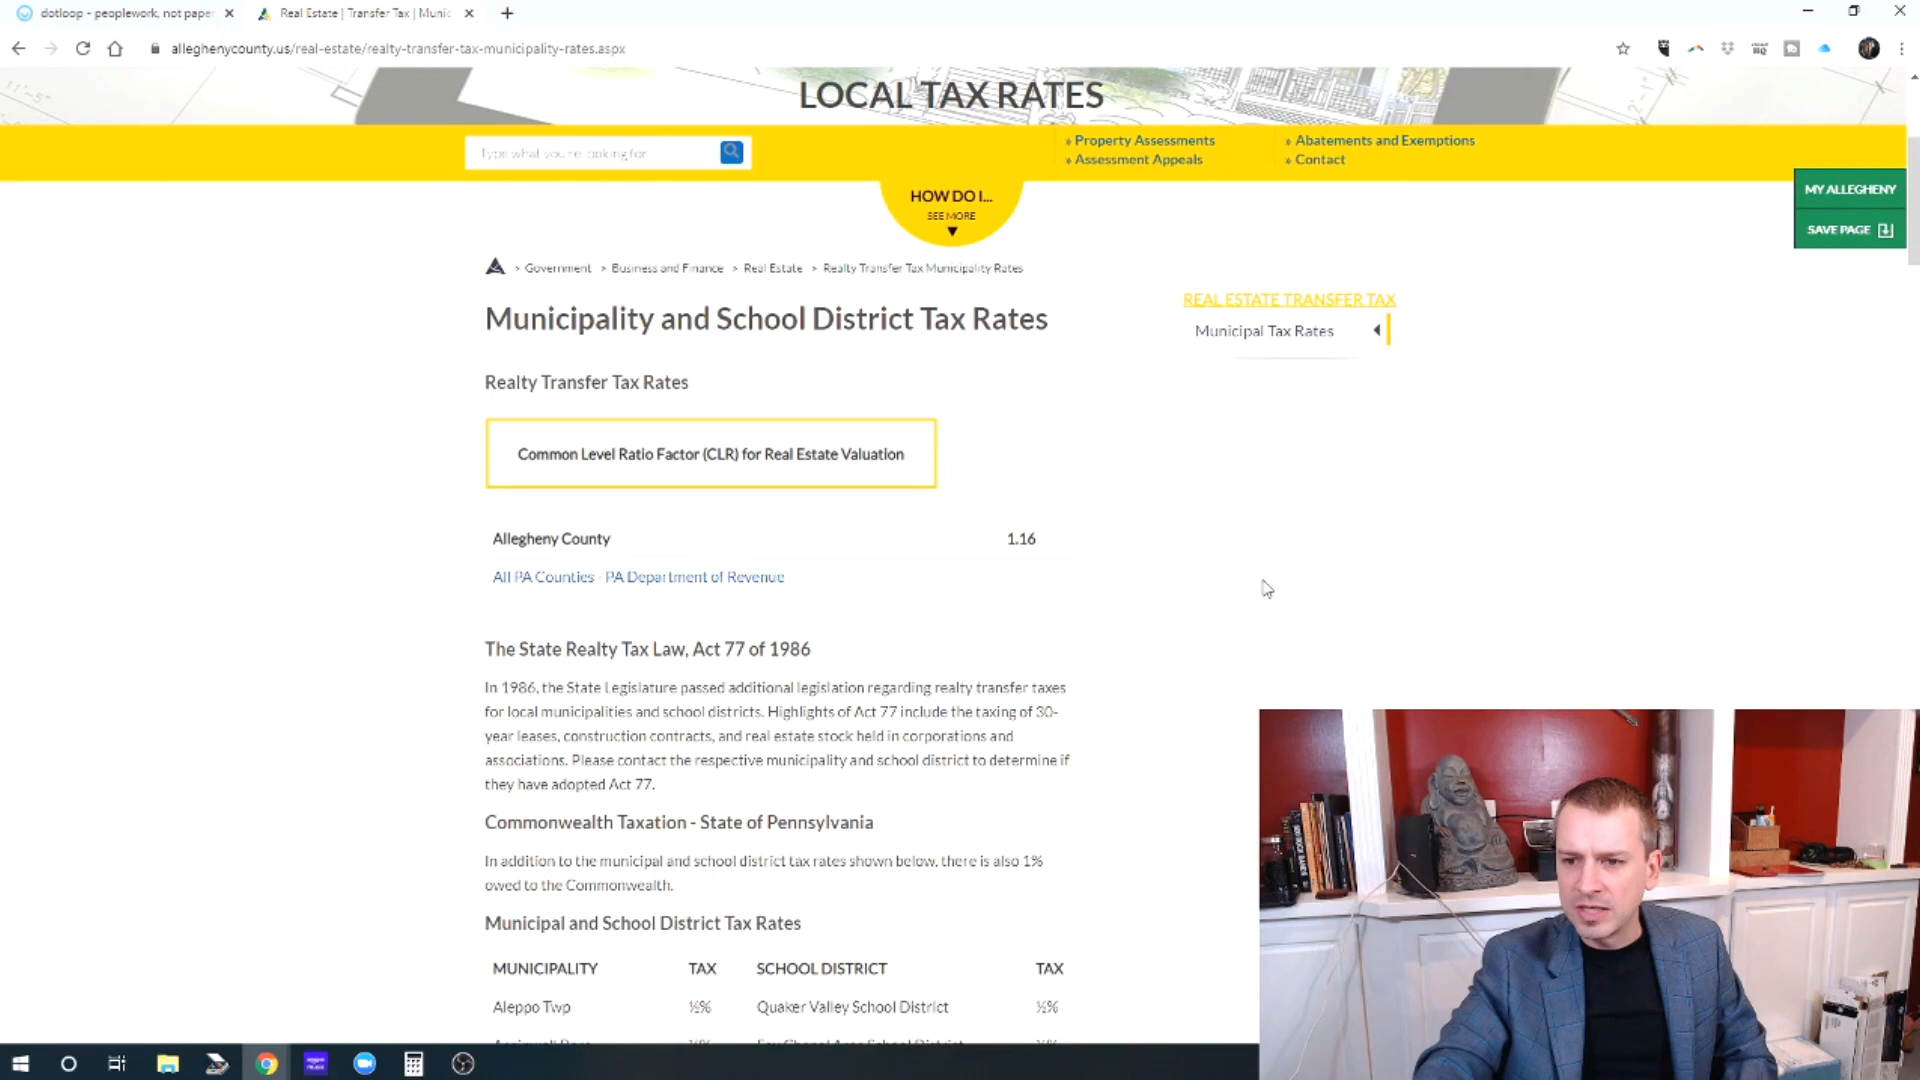 dotloop - peoplework, not paper
Real Estate | Transfer Tax | Munic
alleghenycounty.us/real-estate/realty-transfer-tax-municipality-rates.aspx
LOCAL TAX RATES
Type what you're looking for
» Property Assessments
» Abatements and Exemptions
» Assessment Appeals
» Contact
HOW DO I...
SEE MORE
MY ALLEGHENY
SAVE PAGE
> Government > Business and Finance > Real Estate > Realty Transfer Tax Municipality Rates
Municipality and School District Tax Rates
REAL ESTATE TRANSFER TAX
Municipal Tax Rates
Realty Transfer Tax Rates
Common Level Ratio Factor (CLR) for Real Estate Valuation
Allegheny County 1.16
All PA Counties - PA Department of Revenue
The State Realty Tax Law, Act 77 of 1986
In 1986, the State Legislature passed additional legislation regarding realty transfer taxes
for local municipalities and school districts. Highlights of Act 77 include the taxing of 30-
year leases, construction contracts, and real estate stock held in corporations and
associations. Please contact the respective municipality and school district to determine if
they have adopted Act 77.
Commonwealth Taxation - State of Pennsylvania
In addition to the municipal and school district tax rates shown below, there is also 1%
owed to the Commonwealth.
Municipal and School District Tax Rates
MUNICIPALITY TAX SCHOOL DISTRICT TAX
Aleppo Twp ½% Quaker Valley School District ½%